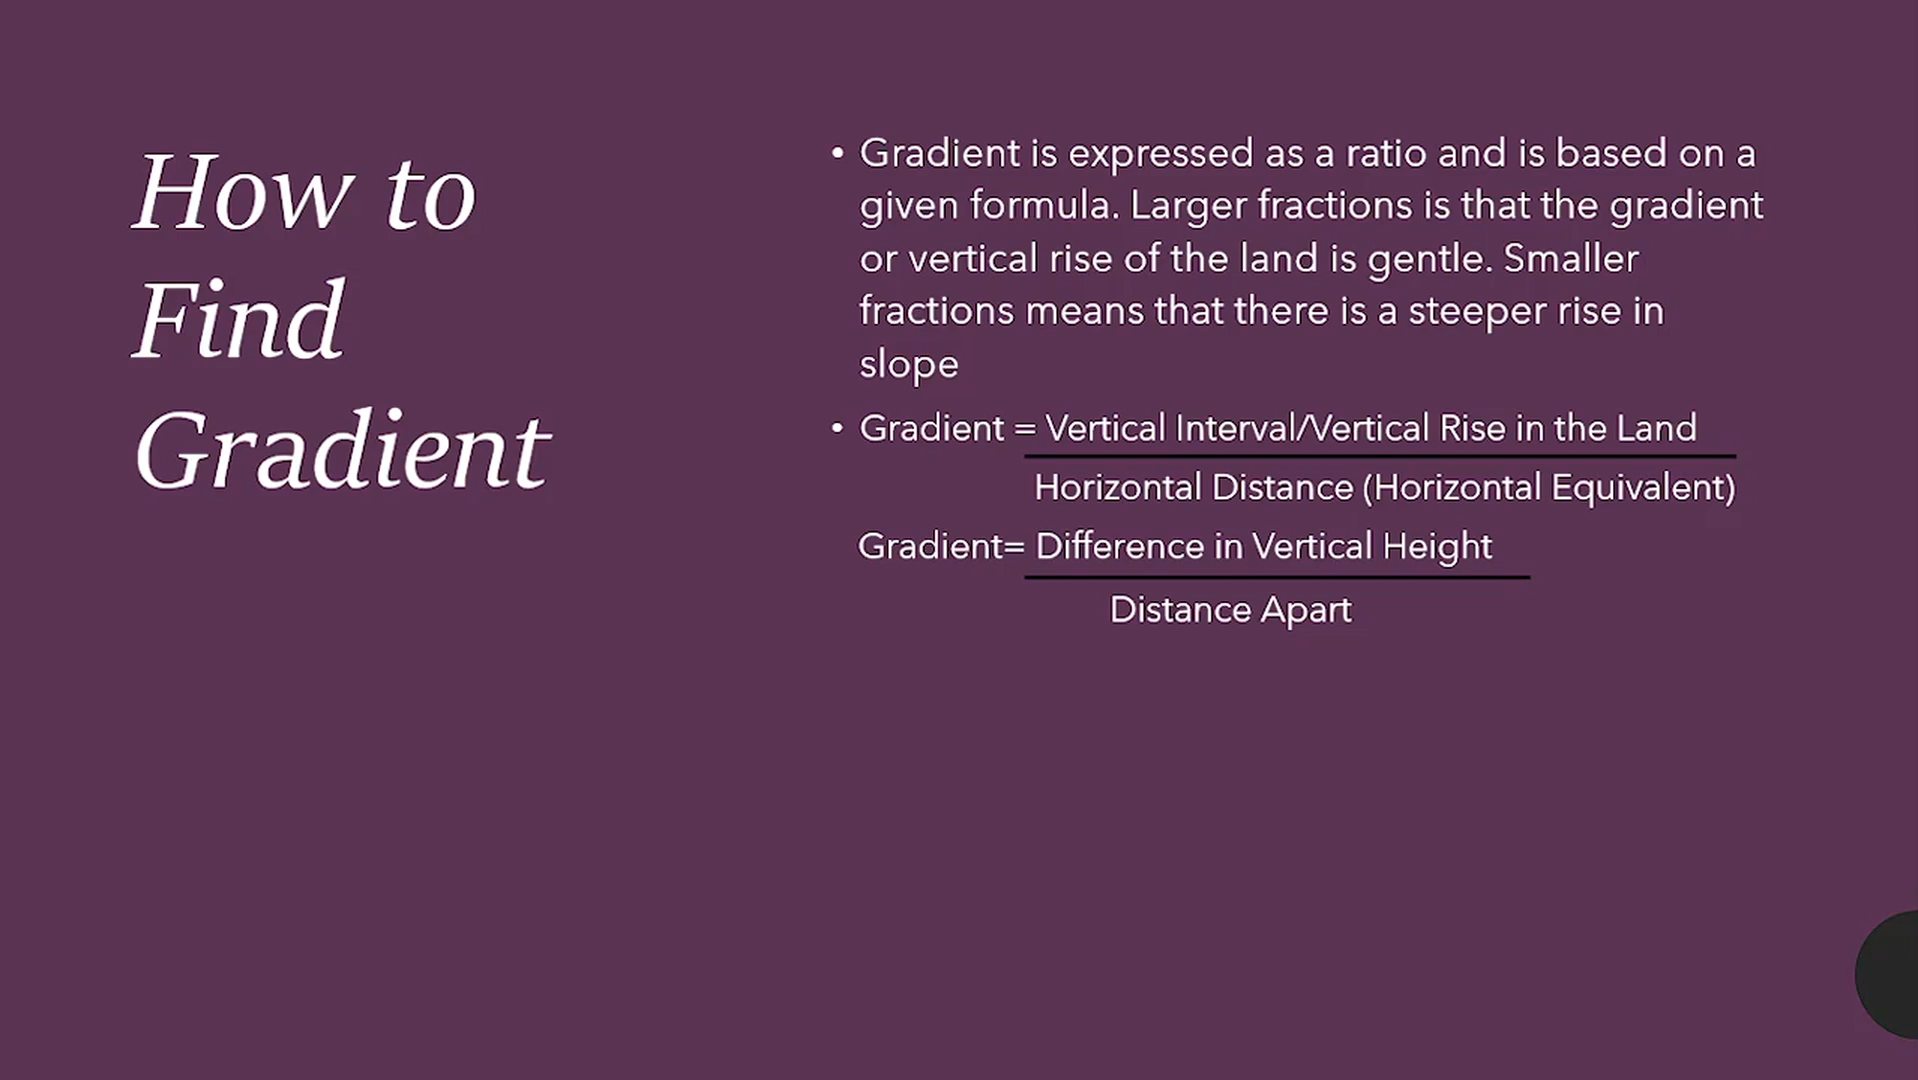 How to
Find
Gradient
• Gradient is expressed as a ratio and is based on a
given formula. Larger fractions is that the gradient
or vertical rise of the land is gentle. Smaller
fractions means that there is a steeper rise in
slope
• Gradient = Vertical Interval/Vertical Rise in the Land
Horizontal Distance (Horizontal Equivalent)
Gradient= Difference in Vertical Height
Distance Apart